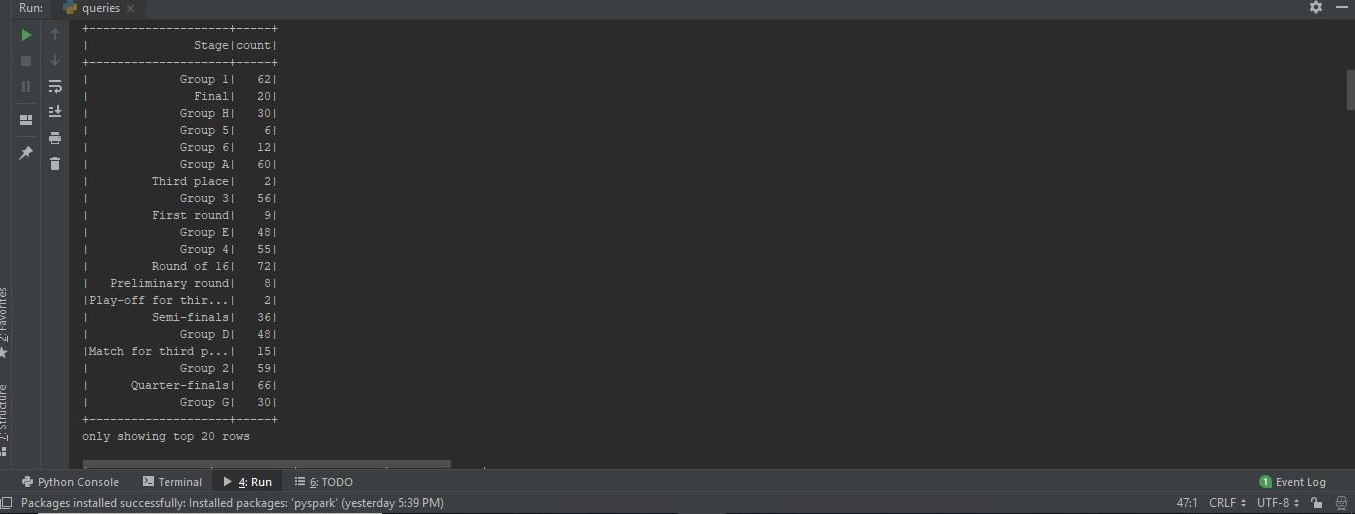 Run: queries
+--------------------+-----+
|               Stage|count|
+--------------------+-----+
|             Group 1|   62|
|               Final|   20|
|             Group H|   30|
|             Group 5|    6|
|             Group 6|   12|
|             Group A|   60|
|         Third place|    2|
|             Group 3|   56|
|         First round|    9|
|             Group E|   48|
|             Group 4|   55|
|         Round of 16|   72|
|   Preliminary round|    8|
|Play-off for thir...|    2|
|         Semi-finals|   36|
|             Group D|   48|
|Match for third p...|   15|
|             Group 2|   59|
|      Quarter-finals|   66|
|             Group G|   30|
+--------------------+-----+
only showing top 20 rows
2: Favorites
7: Structure
Python Console Terminal 4: Run 6: TODO 1 Event Log
Packages installed successfully: Installed packages: 'pyspark' (yesterday 5:39 PM) 47:1 CRLF UTF-8